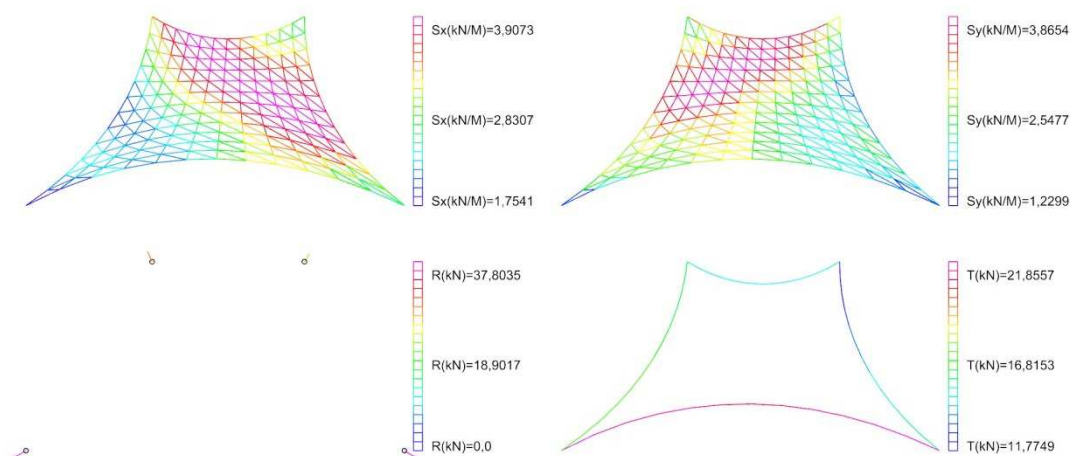 Sx(kN/M)=3,9073
Sx(kN/M)=2,8307
Sx(kN/M)=1,7541
Sy(kN/M)=3,8654
Sy(kN/M)=2,5477
Sy(kN/M)=1,2299
R(kN)=37,8035
R(kN)=18,9017
R(kN)=0,0
T(kN)=21,8557
T(kN)=16,8153
T(kN)=11,7749